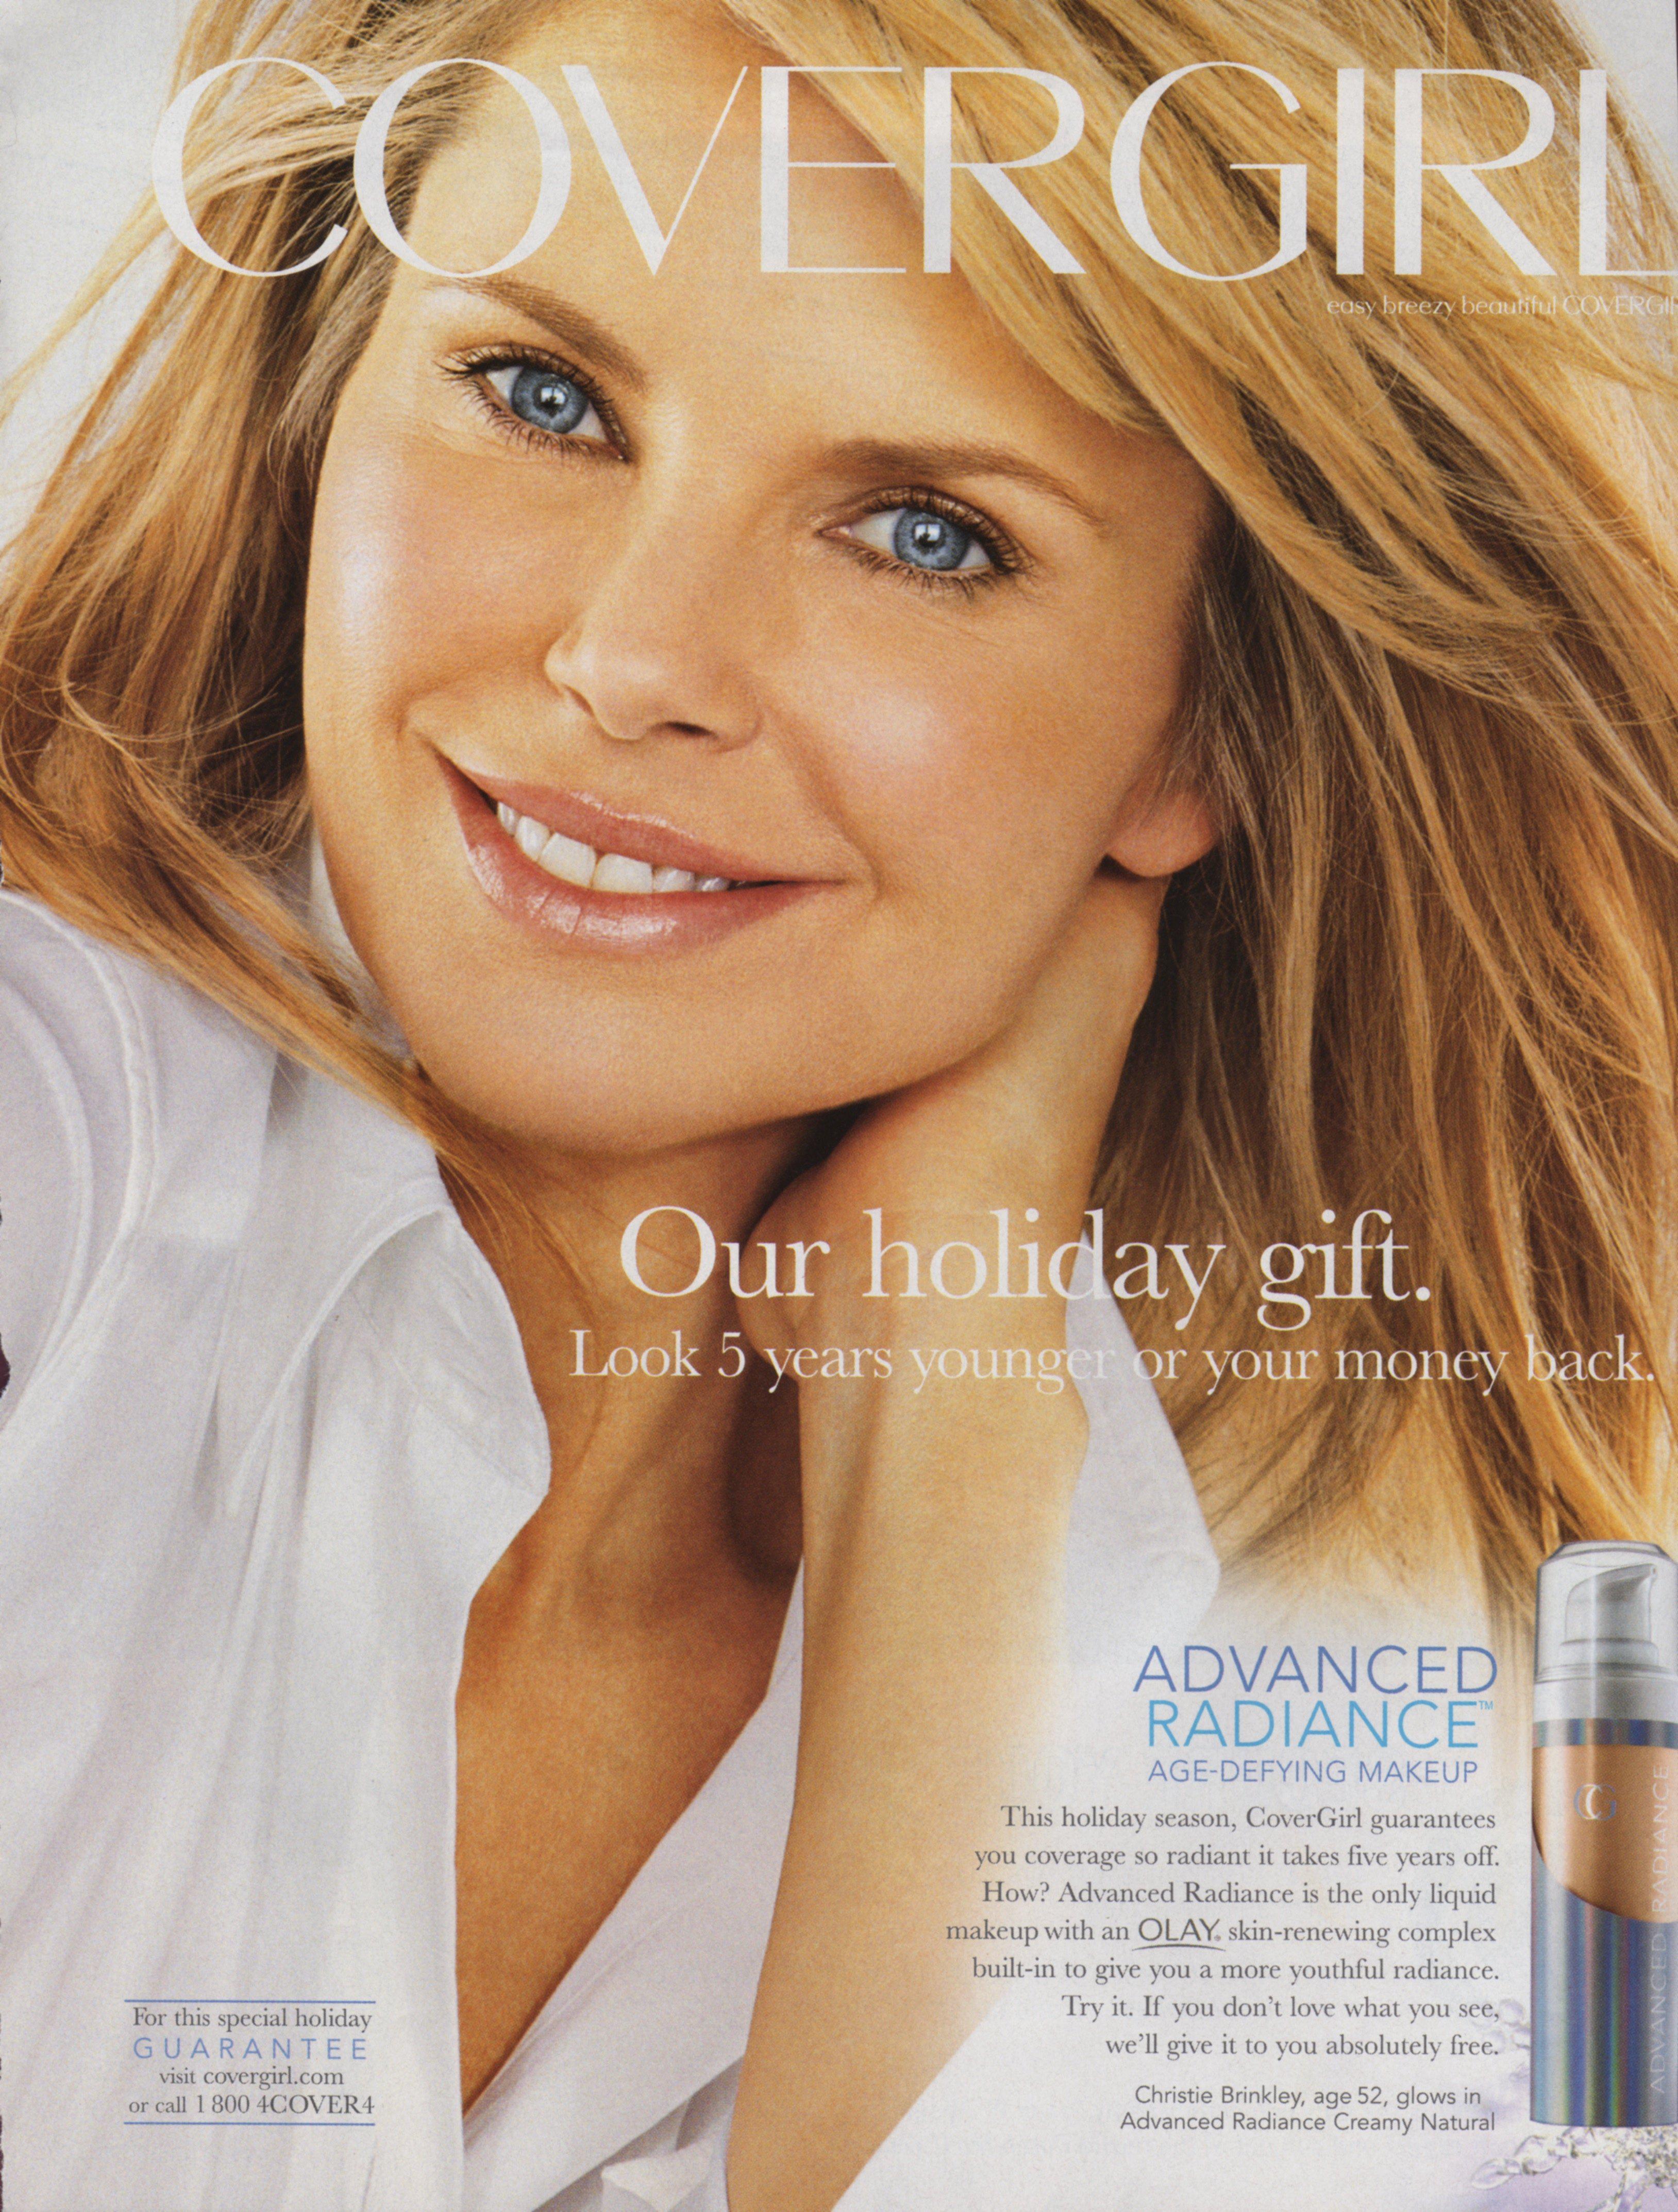 COVERGIRL
easy breezy beautiful COVERGIR
Our holiday gift.
Look 5 years younger or your money back.
ADVANCED
RADIANCE™
AGE-DEFYING MAKEUP
This holiday season, CoverGirl guarantees
you coverage so radiant it takes five years off.
How? Advanced Radiance is the only liquid
makeup with an OLAY® skin-renewing complex
built-in to give you a more youthful radiance.
Try it. If you don't love what you see,
we'll give it to you absolutely free.
Christie Brinkley, age 52, glows in
Advanced Radiance Creamy Natural
CG
ADVANCED RADIANCE
For this special holiday
GUARANTEE
visit covergirl.com
or call 1 800 4COVER4